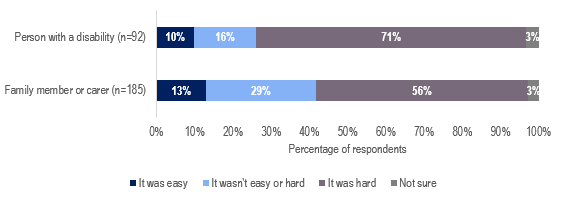 Person with a disability (n=92)
10% 16% 71% 3%
Family member or carer (n=185)
13% 29% 56% 3%
0% 10% 20% 30% 40% 50% 60% 70% 80% 90% 100%
Percentage of respondents
It was easy It wasn't easy or hard It was hard Not sure